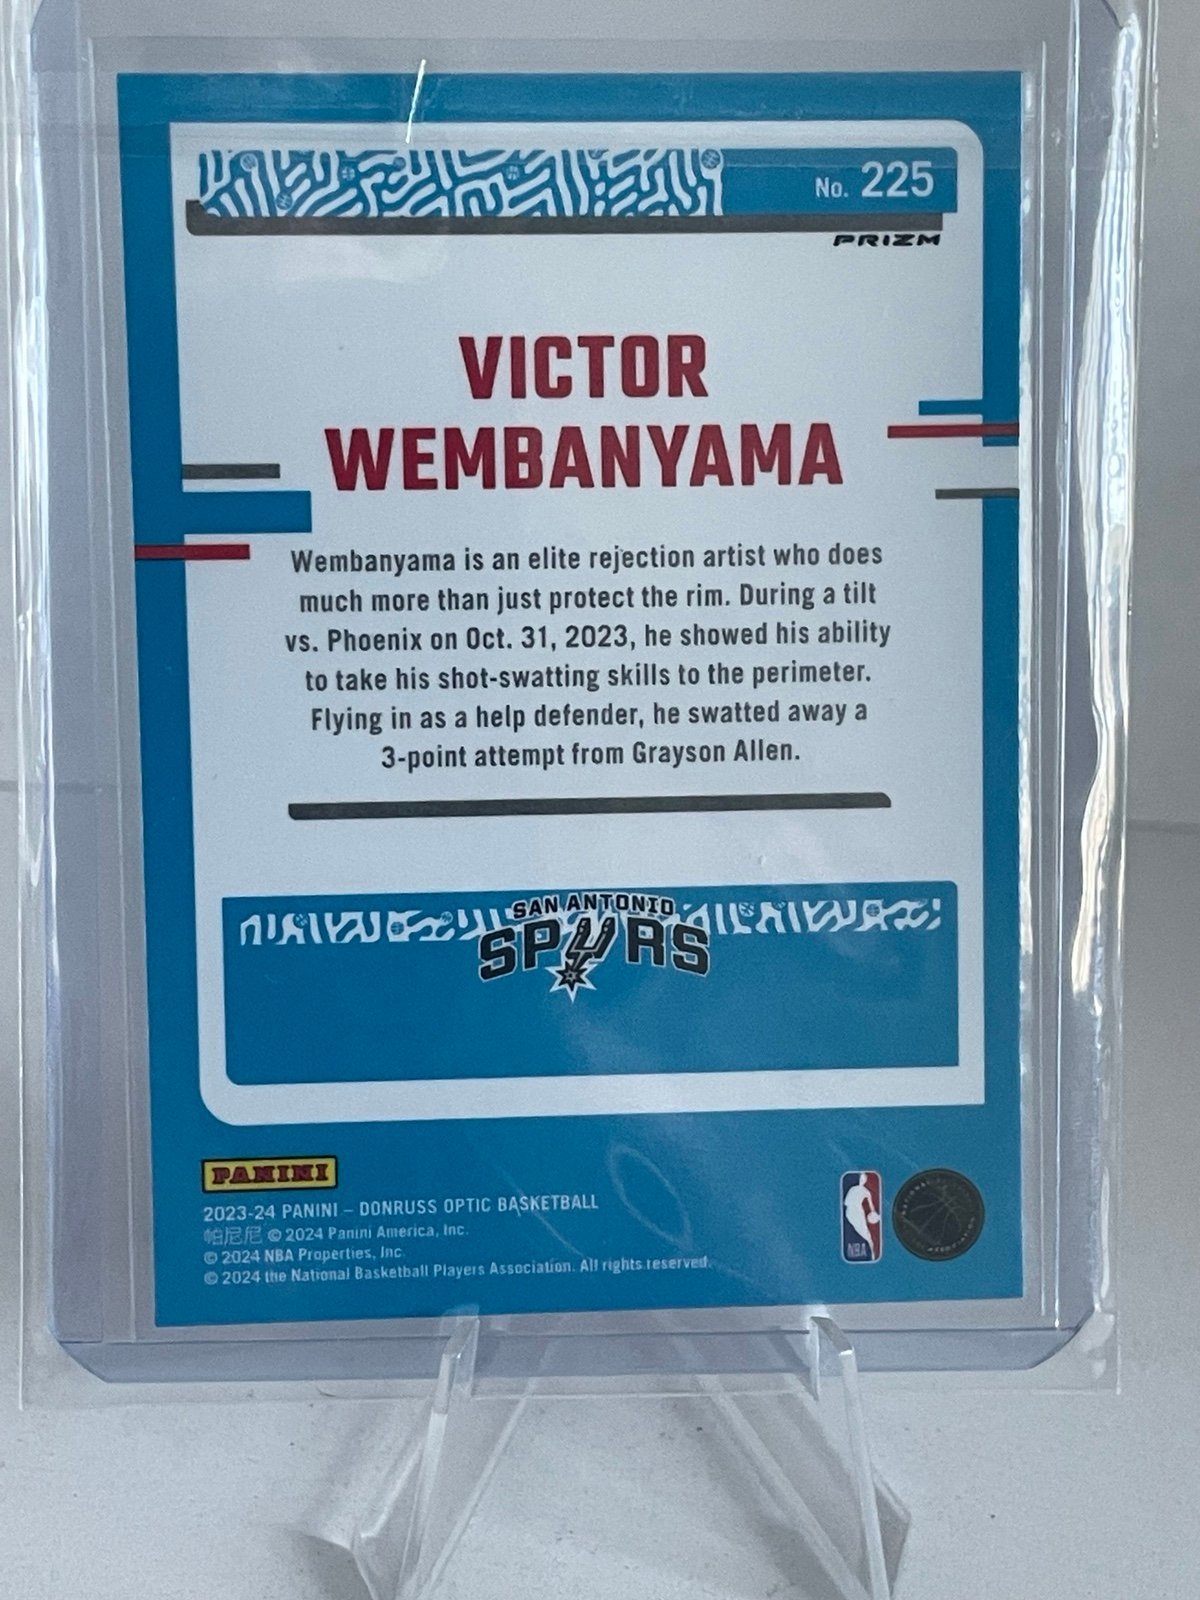 No. 225
PRIZM
VICTOR
WEMBANYAMA
Wembanyama is an elite rejection artist who does
much more than just protect the rim. During a tilt
vs. Phoenix on Oct. 31, 2023, he showed his ability
to take his shot-swatting skills to the perimeter.
Flying in as a help defender, he swatted away a
3-point attempt from Grayson Allen.
SAN ANTONIO
SPURS
PANINI
2023-24 PANINI – DONRUSS OPTIC BASKETBALL
帕尼尼 © 2024 Panini America, Inc.
© 2024 NBA Properties, Inc.
© 2024 the National Basketball Players Association. All rights reserved.
NBA